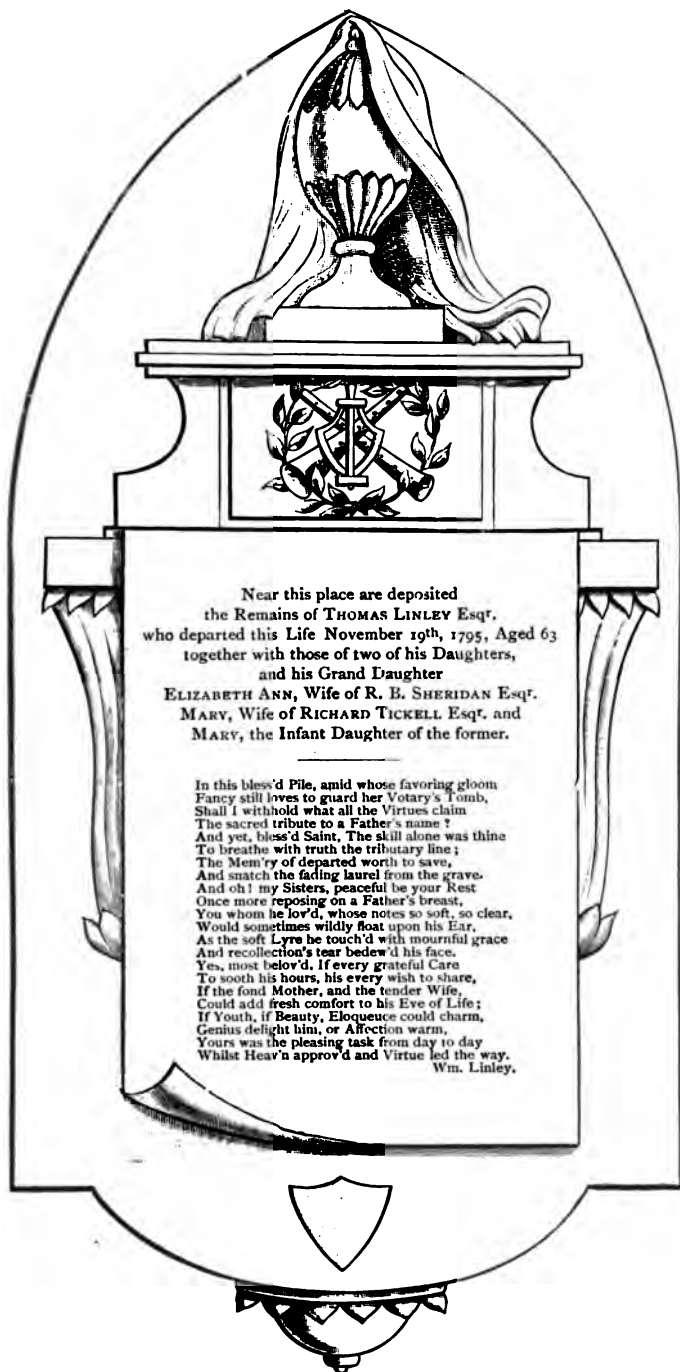 Near this place are deposited
the Remains of THOMAS LINLEY Esqr.
who departed this Life November 19th, 1795, Aged 63
together with those of two of his Daughters,
and his Grand Daughter
ELIZABETH ANN, Wife of R. B. SHERIDAN Esqr.
MARY, Wife of RICHARD TICKELL Esqr. and
MARY, the Infant Daughter of the former.
In this bless'd Pile, amid whose favoring gloom
Fancy still loves to guard her Votary's Tomb,
Shall I withhold what all the Virtues claim
The sacred tribute to a Father's name ?
And yet, bless'd Saint, The skill alone was thine
To breathe with truth the tributary line ;
The Mem'ry of departed worth to save,
And snatch the fading laurel from the grave.
And oh ! my Sisters, peaceful be your Rest
Once more reposing on a Father's breast,
You whom he lov'd, whose notes so soft, so clear,
Would sometimes wildly float upon his Ear,
As the soft Lyre he touch'd with mournful grace
And recollection's tear bedew'd his face.
Yes, most belov'd, If every grateful Care
To sooth his hours, his every wish to share,
If the fond Mother, and the tender Wife,
Could add fresh comfort to his Eve of Life ;
If Youth, if Beauty, Eloqueuce could charm,
Genius delight him, or Affection warm,
Yours was the pleasing task from day to day
Whilst Heav'n approv'd and Virtue led the way.
Wm. Linley.